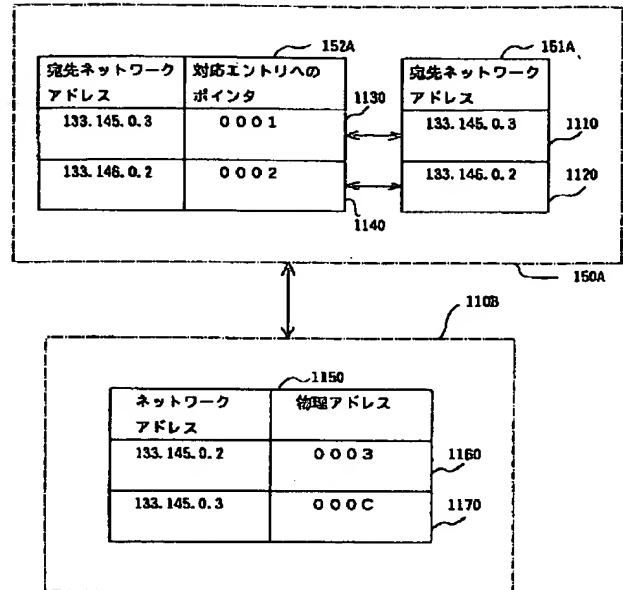 152A
151A
宛先ネットワーク
アドレス
対応エントリへの
ポインタ
宛先ネットワーク
アドレス
133.145.0.3
0001
1130
133.145.0.3
1110
133.146.0.2
0002
133.146.0.2
1120
1140
150A
110B
1150
ネットワーク
アドレス
物理アドレス
133.145.0.2
0003
1160
133.145.0.3
000C
1170